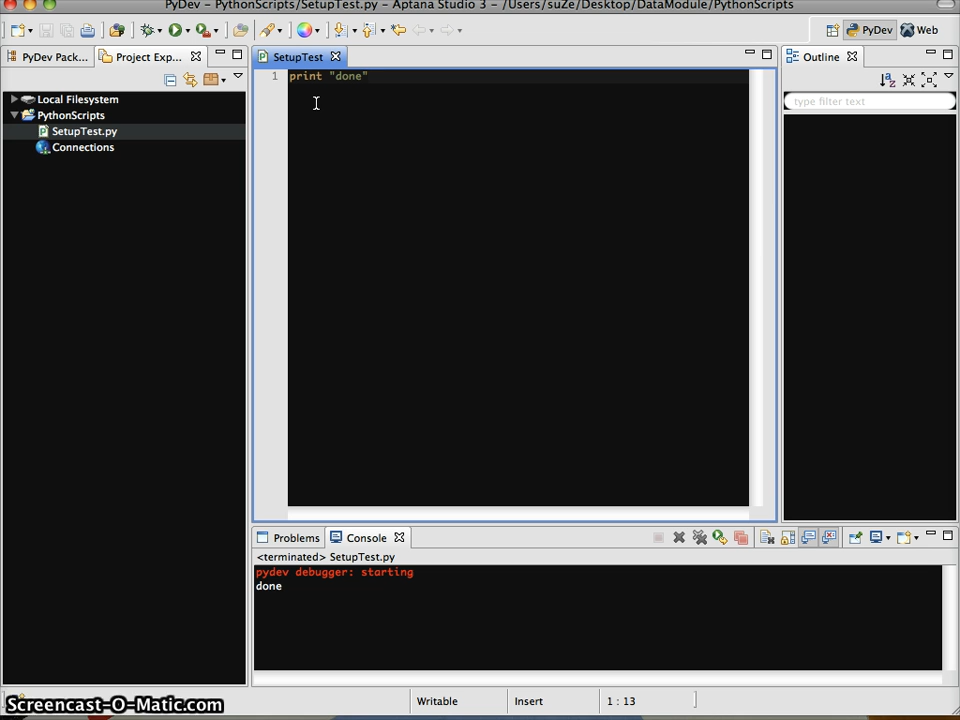 PyDev - PythonScripts/SetupTest.py - Aptana Studio 3 - /Users/suZe/Desktop/DataModule/PythonScripts
PyDev
Web
PyDev Pack...
Project Exp...
SetupTest
Outline
Local Filesystem
PythonScripts
SetupTest.py
Connections
1 print "done"
type filter text
Problems
Console
<terminated> SetupTest.py
pydev debugger: starting
done
Writable
Insert
1 : 13
Screencast-O-Matic.com